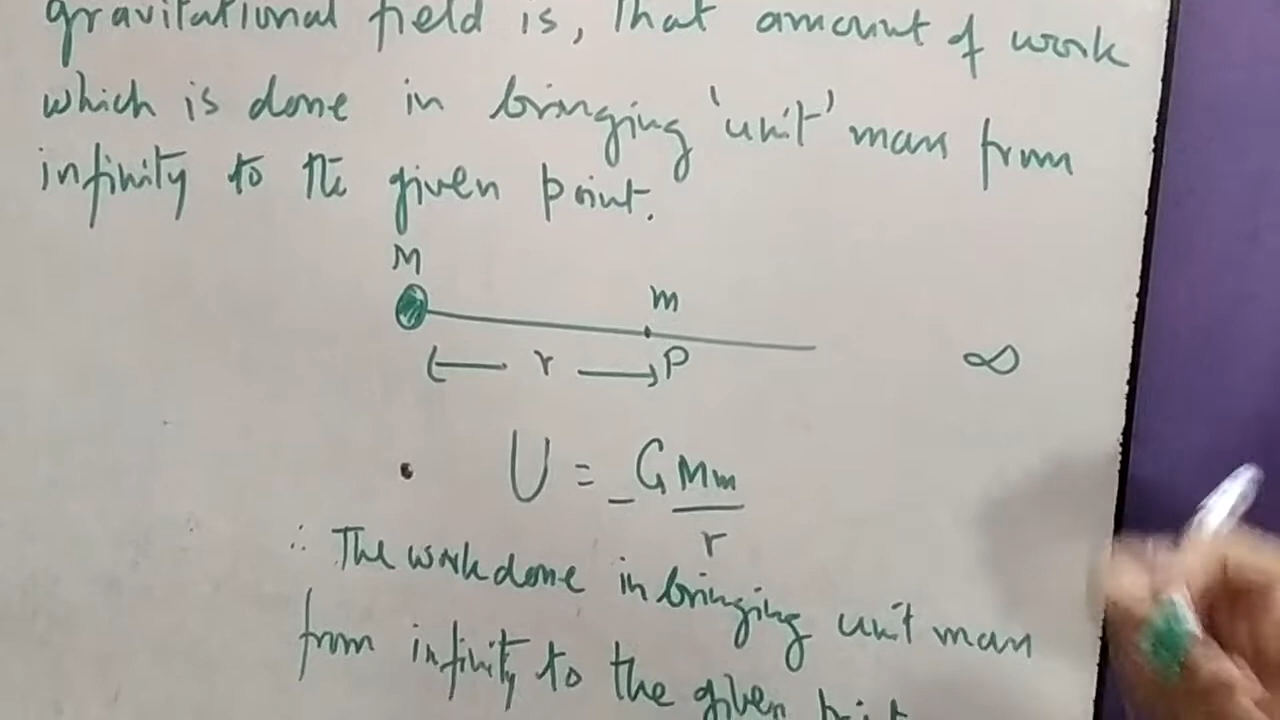 gravitational field is, That amount of work
which is done in bringing 'unit' mass from
infinity to the given point.
M
m
r P
∞
U = -GMm/r
∴ The work done in bringing unit mass
from infinity to the given point